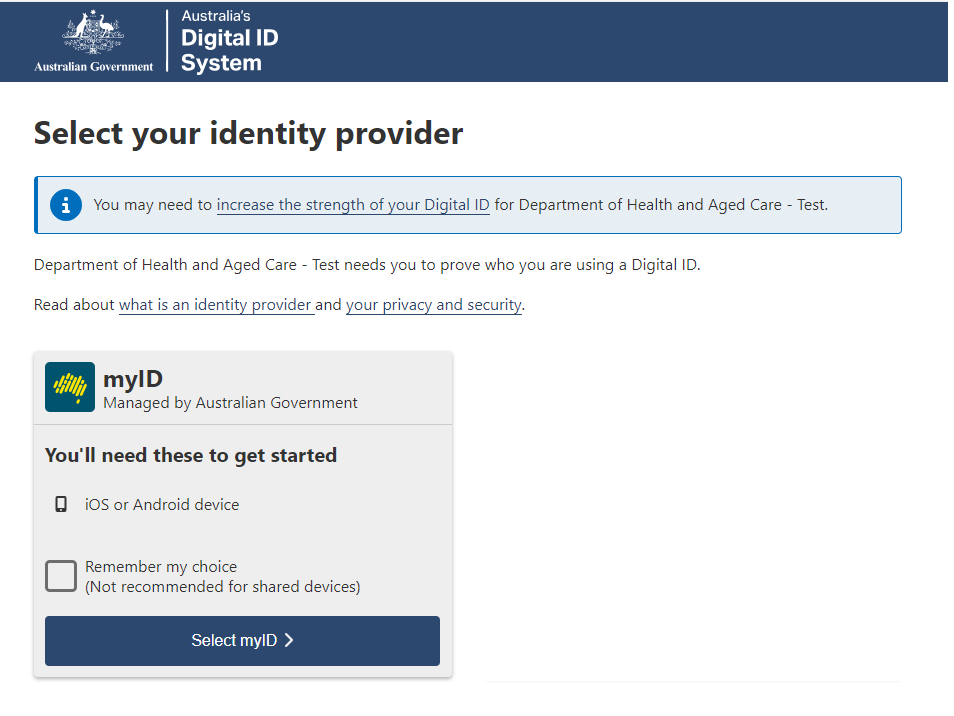 Australian Government
Australia's
Digital ID
System
Select your identity provider
You may need to increase the strength of your Digital ID for Department of Health and Aged Care - Test.
Department of Health and Aged Care - Test needs you to prove who you are using a Digital ID.
Read about what is an identity provider and your privacy and security.
myID
Managed by Australian Government
You'll need these to get started
iOS or Android device
Remember my choice
(Not recommended for shared devices)
Select myID